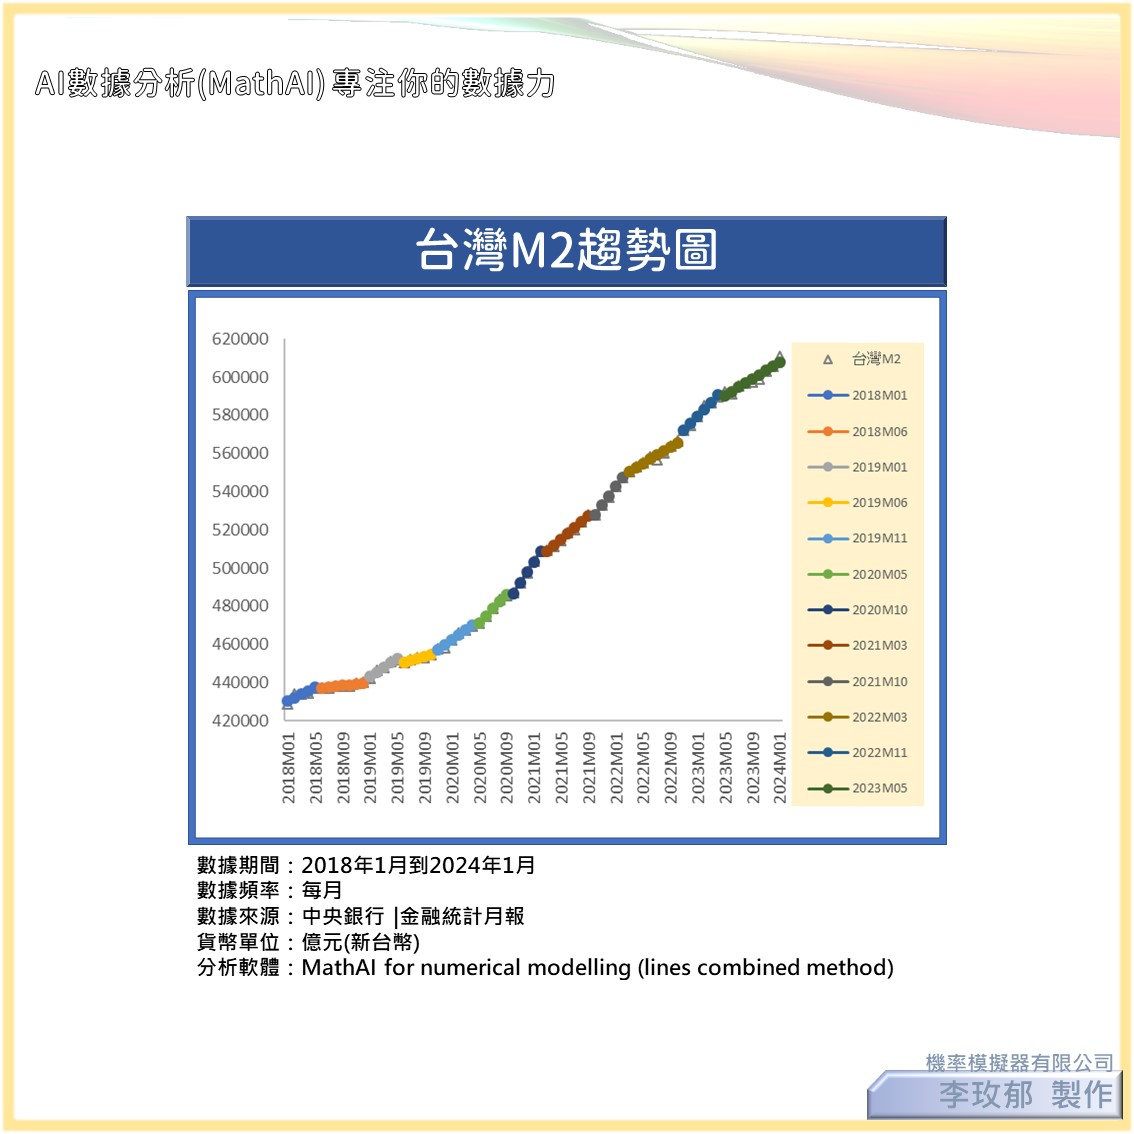 AI數據分析(MathAI) 專注你的數據力
台灣M2趨勢圖
620000
600000
580000
560000
540000
520000
500000
480000
460000
440000
420000
2018M01
2018M05
2018M09
2019M01
2019M05
2019M09
2020M01
2020M05
2020M09
2021M01
2021M05
2021M09
2022M01
2022M05
2022M09
2023M01
2023M05
2023M09
2024M01
台灣M2
2018M01
2018M06
2019M01
2019M06
2019M11
2020M05
2020M10
2021M03
2021M10
2022M03
2022M11
2023M05
數據期間：2018年1月到2024年1月
數據頻率：每月
數據來源：中央銀行 |金融統計月報
貨幣單位：億元(新台幣)
分析軟體：MathAI for numerical modelling (lines combined method)
機率模擬器有限公司
李玫郁 製作